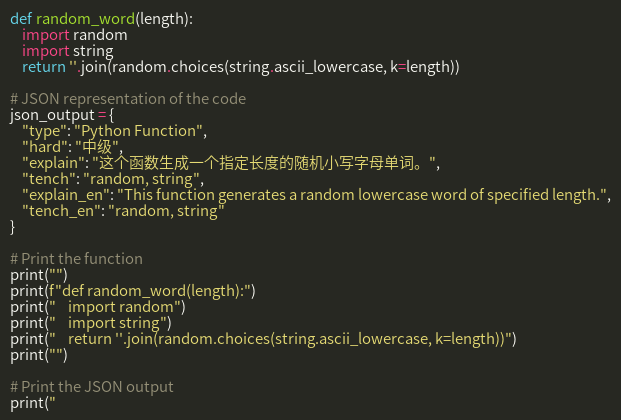 def random_word(length):
    import random
    import string
    return ''.join(random.choices(string.ascii_lowercase, k=length))

# JSON representation of the code
json_output = {
    "type": "Python Function",
    "hard": "中级",
    "explain": "这个函数生成一个指定长度的随机小写字母单词。",
    "tench": "random, string",
    "explain_en": "This function generates a random lowercase word of specified length.",
    "tench_en": "random, string"
}

# Print the function
print("")
print(f"def random_word(length):")
print("    import random")
print("    import string")
print("    return ''.join(random.choices(string.ascii_lowercase, k=length))")
print("")

# Print the JSON output
print("